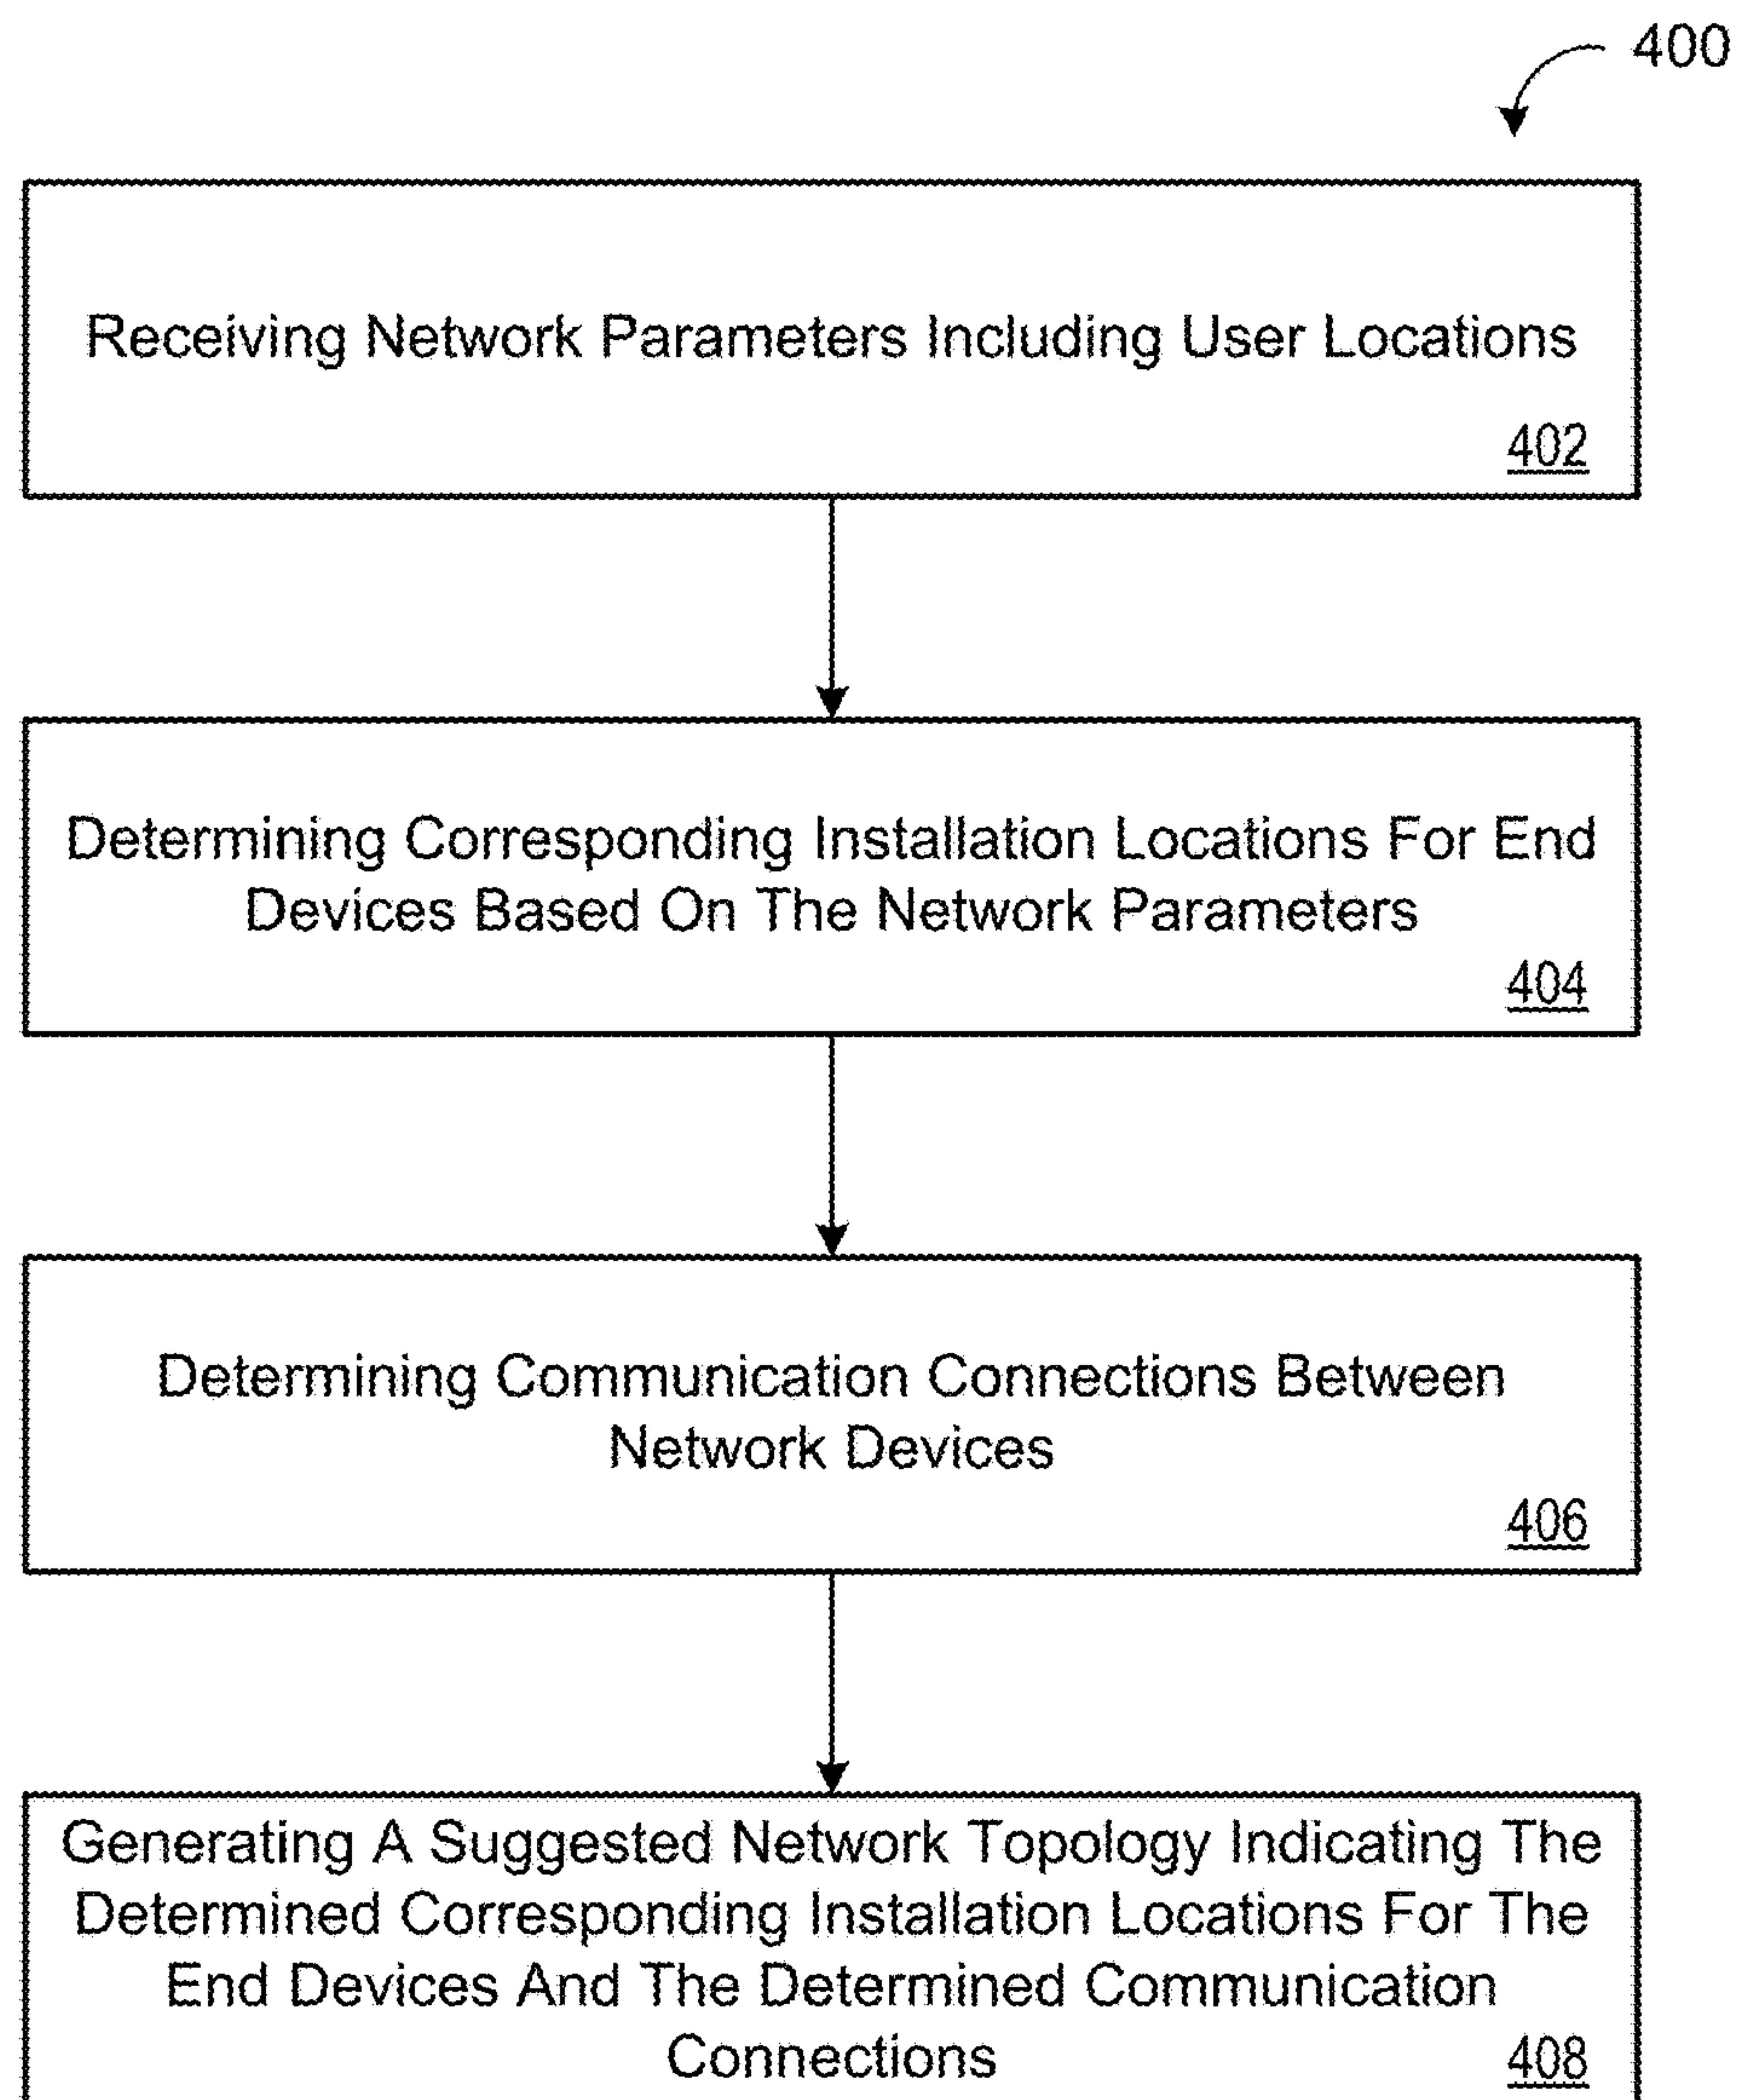 400
Receiving Network Parameters Including User Locations
402
Determining Corresponding Installation Locations For End
Devices Based On The Network Parameters
404
Determining Communication Connections Between
Network Devices
406
Generating A Suggested Network Topology Indicating The
Determined Corresponding Installation Locations For The
End Devices And The Determined Communication
Connections
408